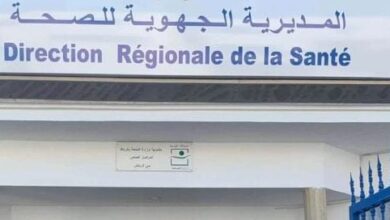 المديرية الجهوية للصحة
Direction Régionale de la Santé